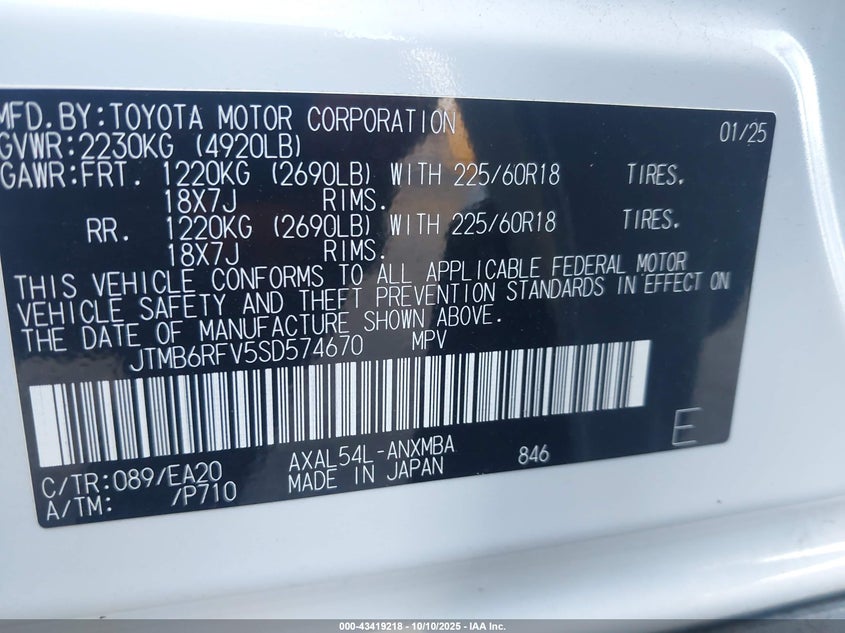 MFD.BY:TOYOTA MOTOR CORPORATION 01/25
GVWR:2230KG (4920LB)
GAWR:FRT. 1220KG (2690LB) WITH 225/60R18 TIRES.
18X7J RIMS.
RR. 1220KG (2690LB) WITH 225/60R18 TIRES.
18X7J RIMS.
THIS VEHICLE CONFORMS TO ALL APPLICABLE FEDERAL MOTOR
VEHICLE SAFETY AND THEFT PREVENTION STANDARDS IN EFFECT ON
THE DATE OF MANUFACTURE SHOWN ABOVE.
JTMB6RFV5SD574670 MPV
E
C/TR:089/EA20 AXAL54L-ANXMBA 846
A/TM: /P710 MADE IN JAPAN
000-43419218 - 10/10/2025 - IAA Inc.